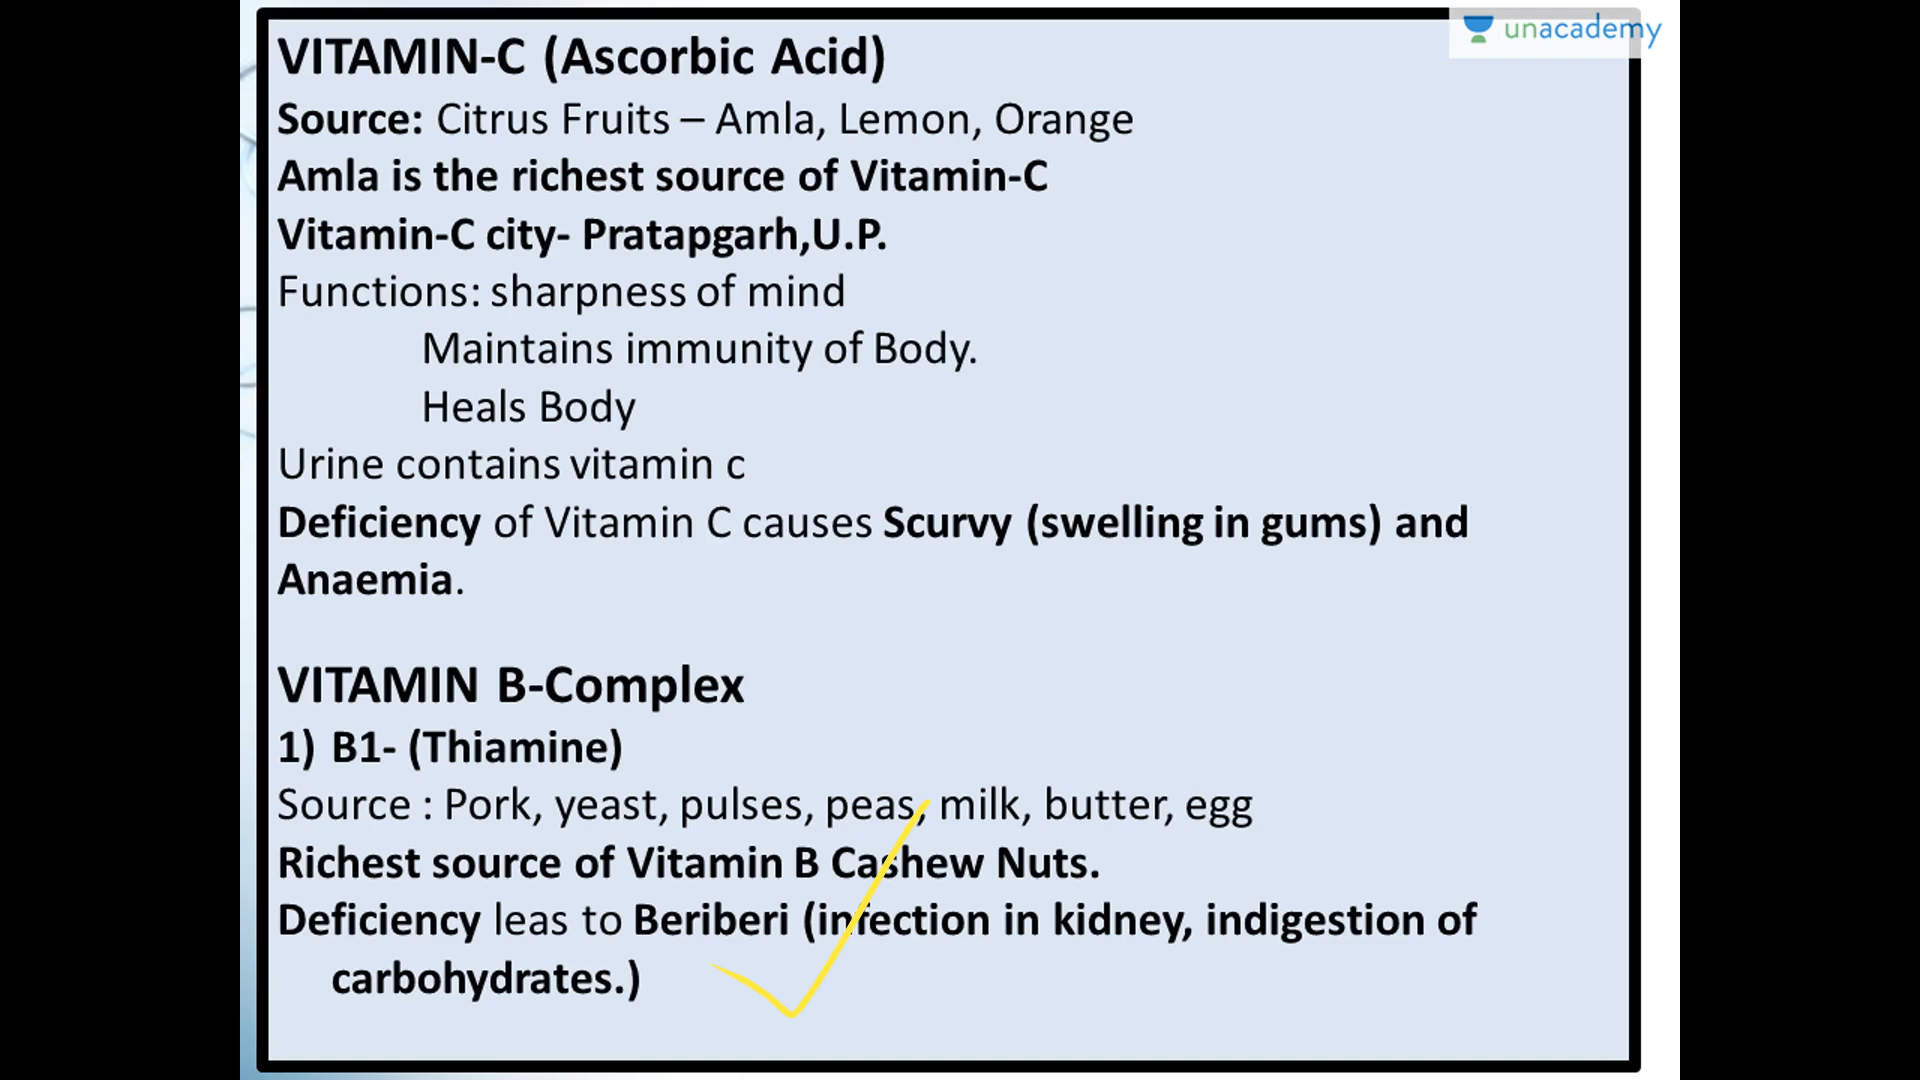 unacademy
VITAMIN-C (Ascorbic Acid)
Source: Citrus Fruits – Amla, Lemon, Orange
Amla is the richest source of Vitamin-C
Vitamin-C city- Pratapgarh,U.P.
Functions: sharpness of mind
Maintains immunity of Body.
Heals Body
Urine contains vitamin c
Deficiency of Vitamin C causes Scurvy (swelling in gums) and
Anaemia.
VITAMIN B-Complex
1) B1- (Thiamine)
Source : Pork, yeast, pulses, peas, milk, butter, egg
Richest source of Vitamin B Cashew Nuts.
Deficiency leas to Beriberi (infection in kidney, indigestion of
carbohydrates.)